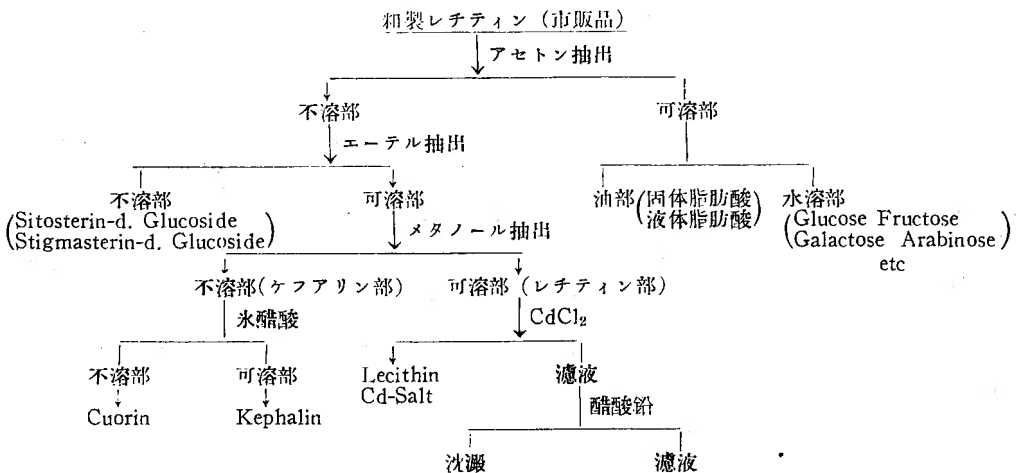 粗製レチティン (市販品)
アセトン抽出
不溶部 可溶部
エーテル抽出
不溶部 可溶部 油部(固体脂肪酸 液体脂肪酸) 水溶部
(Sitosterin-d. Glucoside (Glucose Fructose
Stigmasterin-d. Glucoside) Galactose Arabinose)
メタノール抽出 etc
不溶部(ケフアリン部) 可溶部 (レチティン部)
氷醋酸 CdCl₂
不溶部 可溶部 Lecithin 濾液
Cd-Salt
Cuorin Kephalin 醋酸鉛
沈澱 濾液